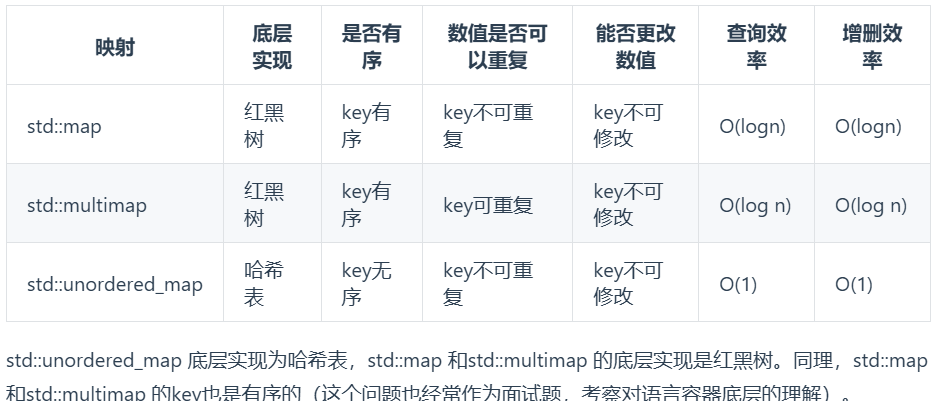 映射 底层实现 是否有序 数值是否可以重复 能否更改数值 查询效率 增删效率
std::map 红黑树 key有序 key不可重复 key不可修改 O(logn) O(logn)
std::multimap 红黑树 key有序 key可重复 key不可修改 O(log n) O(log n)
std::unordered_map 哈希表 key无序 key不可重复 key不可修改 O(1) O(1)
std::unordered_map 底层实现为哈希表，std::map 和std::multimap 的底层实现是红黑树。同理，std::map
和std::multimap 的key也是有序的（这个问题也经常作为面试题，考察对语言容器底层的理解）。